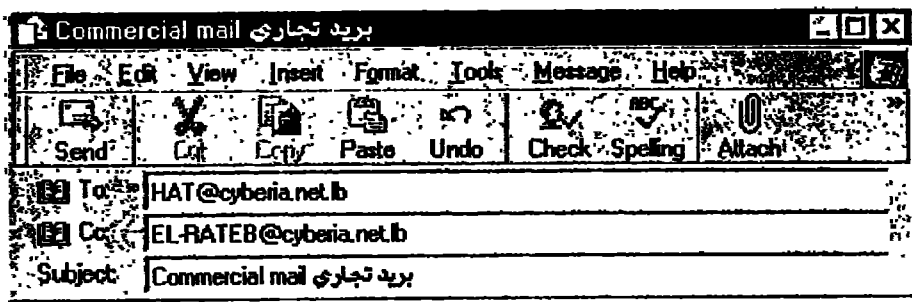 Commercial mail بريد تجاري
File Edit View Insert Format Tools Message Help
Send Cut Copy Paste Undo Check Spelling Attach
To: HAT@cyberia.net.lb
Cc: EL-RATEB@cyberia.net.lb
Subject: Commercial mail بريد تجاري